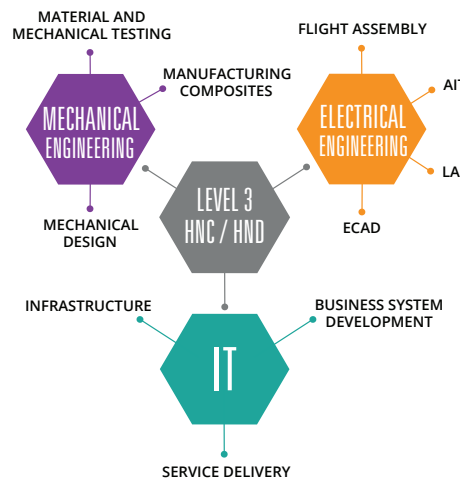 MATERIAL AND
MECHANICAL TESTING
FLIGHT ASSEMBLY
MANUFACTURING
COMPOSITES
MECHANICAL
ENGINEERING
ELECTRICAL
ENGINEERING
LEVEL 3
HNC / HND
MECHANICAL
DESIGN
ECAD
INFRASTRUCTURE
BUSINESS SYSTEM
DEVELOPMENT
IT
SERVICE DELIVERY